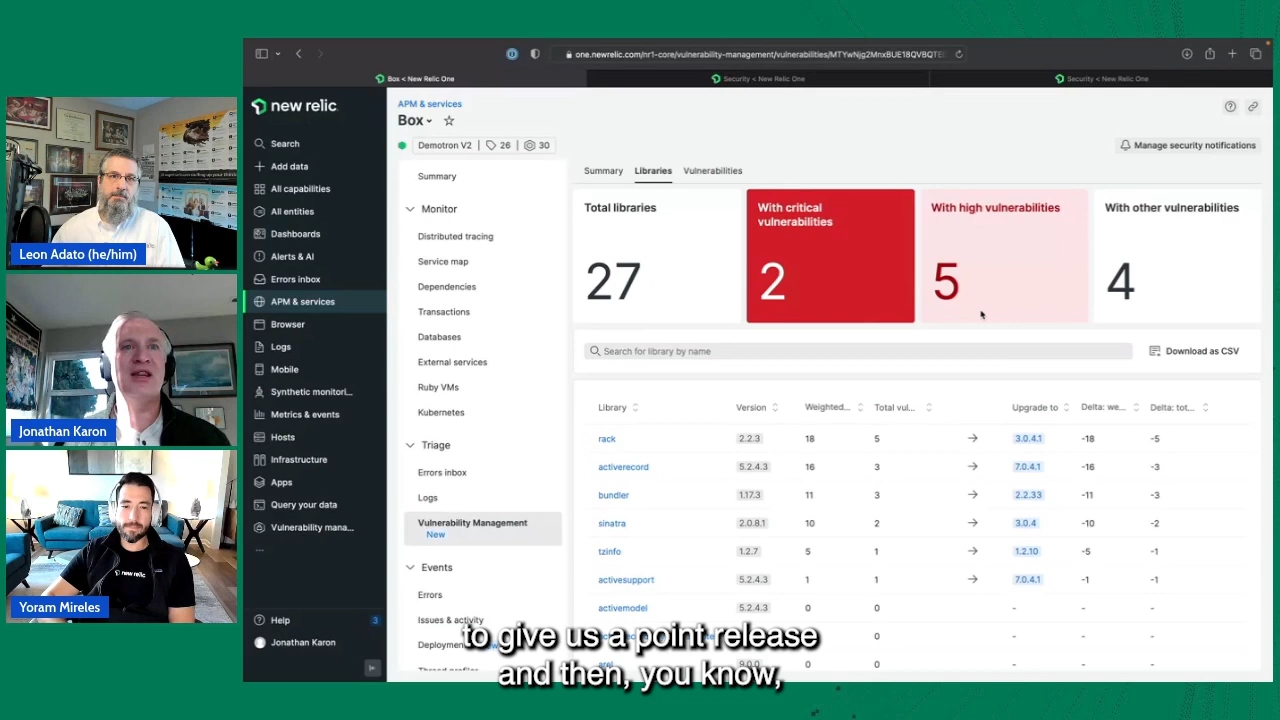 Box < New Relic One
Security < New Relic One
Security < New Relic One
new relic
Search
Add data
All capabilities
All entities
Dashboards
Alerts & AI
Errors inbox
APM & services
Browser
Logs
Mobile
Synthetic monitori...
Metrics & events
Hosts
Infrastructure
Apps
Query your data
Vulnerability mana...
...
Help 3
Jonathan Karon
Leon Adato (he/him)
Jonathan Karon
new relic
Yoram Mireles
APM & services
Box
Demotron V2 26 30
Manage security notifications
Summary
Monitor
Distributed tracing
Service map
Dependencies
Transactions
Databases
External services
Ruby VMs
Kubernetes
Triage
Errors inbox
Logs
Vulnerability Management
New
Events
Errors
Issues & activity
Summary Libraries Vulnerabilities
Total libraries
27
With critical
vulnerabilities
2
With high vulnerabilities
5
With other vulnerabilities
4
Search for library by name
Download as CSV
Library Version Weighted... Total vul... Upgrade to Delta: we... Delta: tot...
rack 2.2.3 18 5 → 3.0.4.1 -18 -5
activerecord 5.2.4.3 16 3 → 7.0.4.1 -16 -3
bundler 1.17.3 11 3 → 2.2.33 -11 -3
sinatra 2.0.8.1 10 2 → 3.0.4 -10 -2
tzinfo 1.2.7 5 1 → 1.2.10 -5 -1
activesupport 5.2.4.3 1 1 → 7.0.4.1 -1 -1
activemodel 5.2.4.3 0 0 - - -
0 - - -
arel 9.0.0 0 0 - - -
to give us a point release
and then, you know,